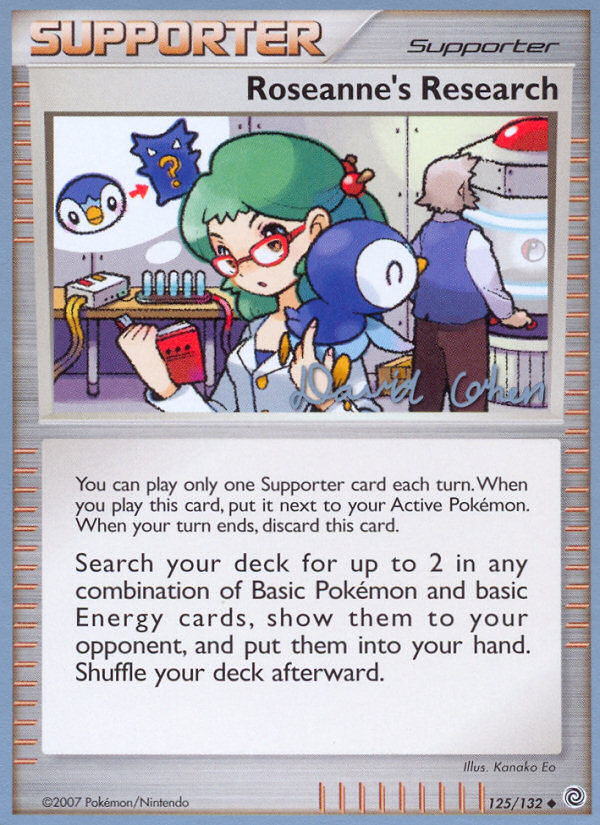 SUPPORTER
Supporter
Roseanne's Research
?
David Cohen
You can play only one Supporter card each turn. When
you play this card, put it next to your Active Pokémon.
When your turn ends, discard this card.
Search your deck for up to 2 in any
combination of Basic Pokémon and basic
Energy cards, show them to your
opponent, and put them into your hand.
Shuffle your deck afterward.
Illus. Kanako Eo
©2007 Pokémon/Nintendo
125/132